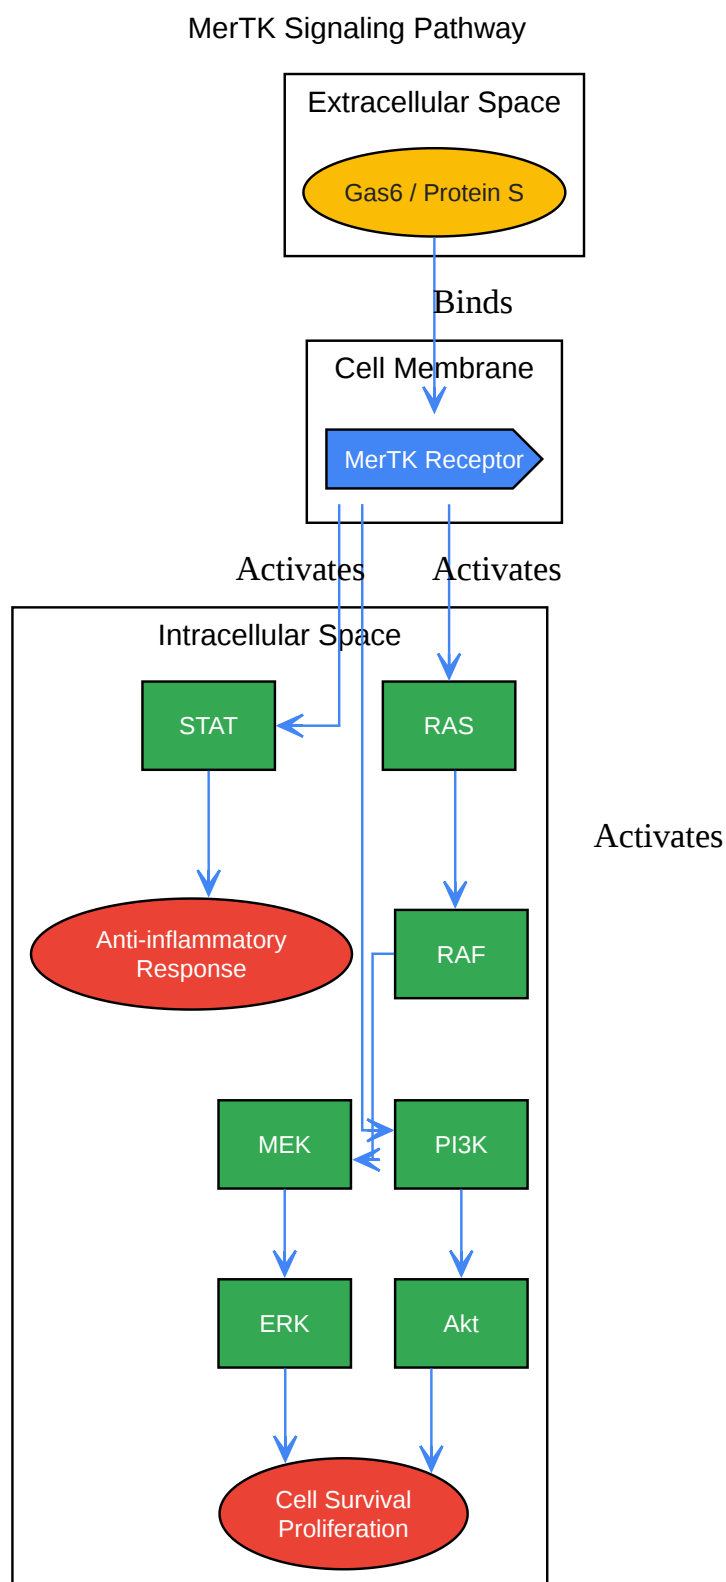 MerTK Signaling Pathway
Extracellular Space
Gas6 / Protein S
Binds
Cell Membrane
MerTK Receptor
Activates
Activates
Intracellular Space
STAT
RAS
Activates
Anti-inflammatory
Response
RAF
MEK
PI3K
ERK
Akt
Cell Survival
Proliferation